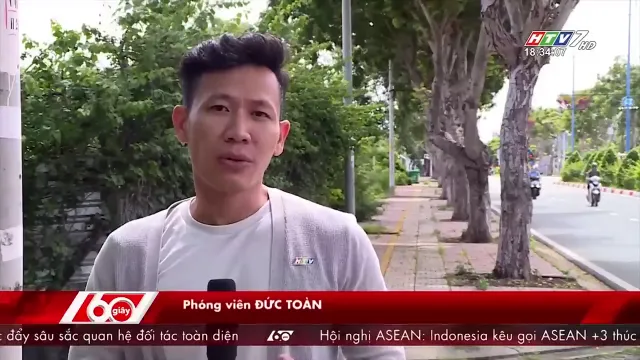 HTV7 HD
18:34:07
HTV
60 giây
Phóng viên ĐỨC TOÀN
đẩy sâu sắc quan hệ đối tác toàn diện 60 Hội nghị ASEAN: Indonesia kêu gọi ASEAN +3 thúc